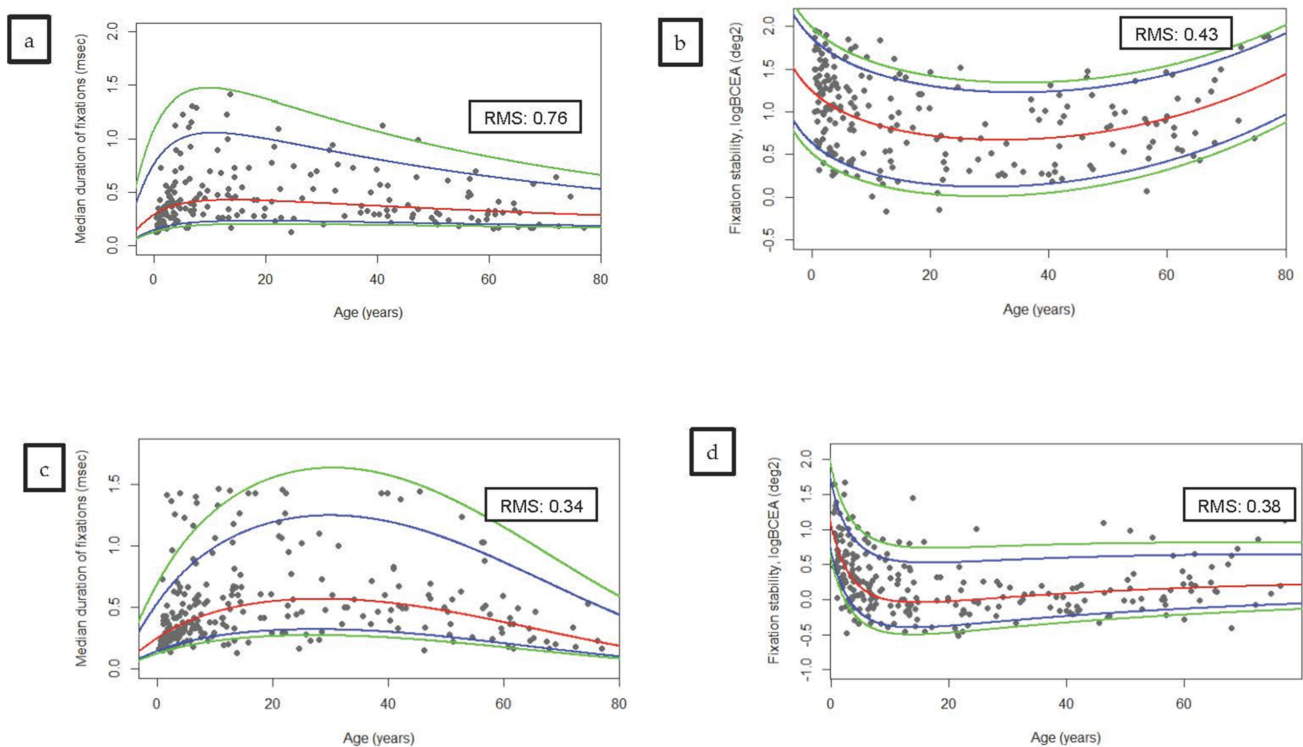 a
Median duration of fixations (msec)
2.0
1.5
1.0
0.5
0.0
RMS: 0.76
0 20 40 60 80
Age (years)
b
Fixation stability, logBCEA (deg2)
2.0
1.5
1.0
0.5
0.0
-0.5
RMS: 0.43
0 20 40 60 80
Age (years)
c
Median duration of fixations (msec)
1.5
1.0
0.5
0.0
RMS: 0.34
0 20 40 60 80
Age (years)
d
Fixation stability, logBCEA (deg2)
2.0
1.5
1.0
0.5
0.0
-0.5
-1.0
RMS: 0.38
0 20 40 60
Age (years)